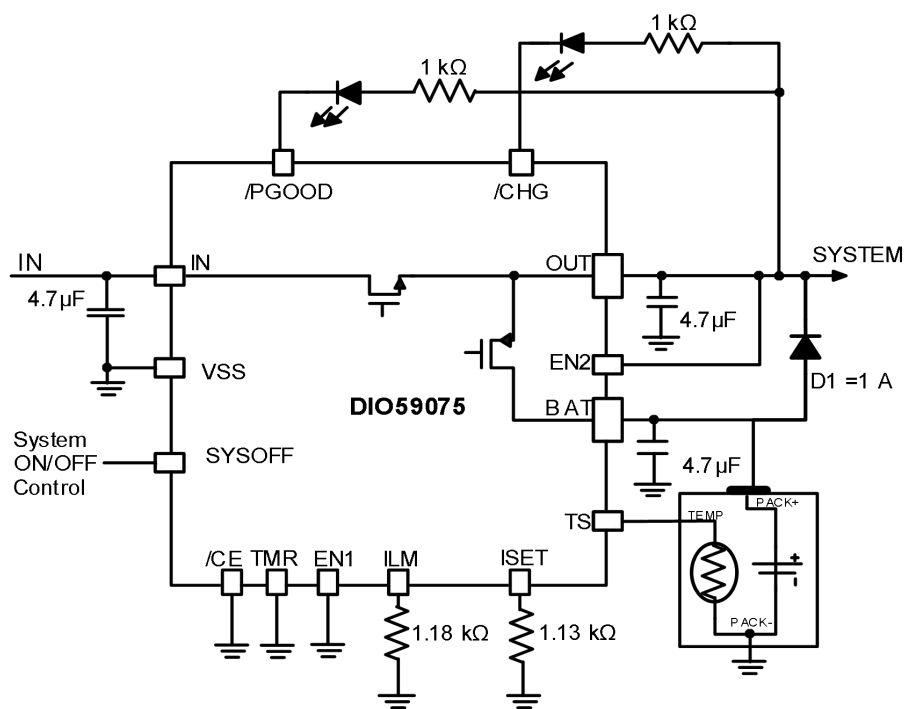 1 kΩ
1 kΩ
/PGOOD
/CHG
IN
IN
OUT
SYSTEM
4.7µF
4.7µF
VSS
EN2
D1 =1 A
DIO59075
BAT
System
ON/OFF
Control
SYSOFF
4.7µF
PACK+
TS
TEMP
+
-
/CE
TMR
EN1
ILM
ISET
1.18 kΩ
1.13 kΩ
PACK-